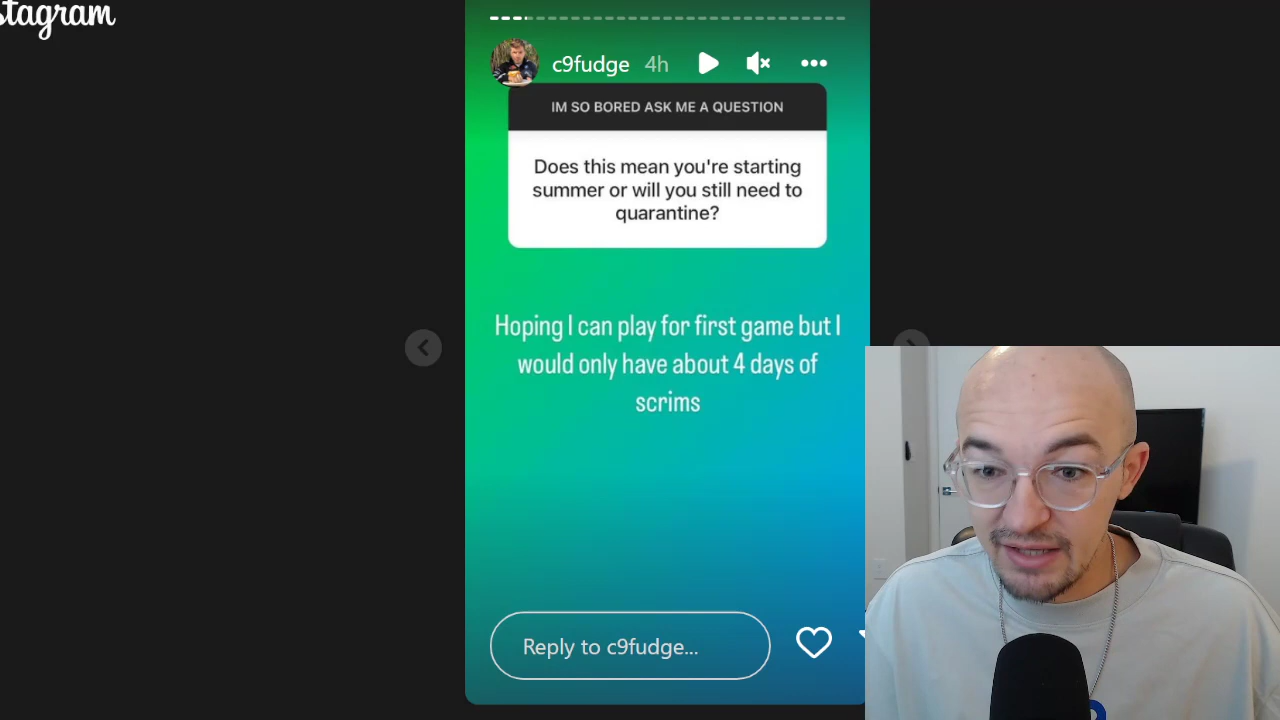 stagram
c9fudge 4h
IM SO BORED ASK ME A QUESTION
Does this mean you're starting
summer or will you still need to
quarantine?
Hoping I can play for first game but I
would only have about 4 days of
scrims
Reply to c9fudge...